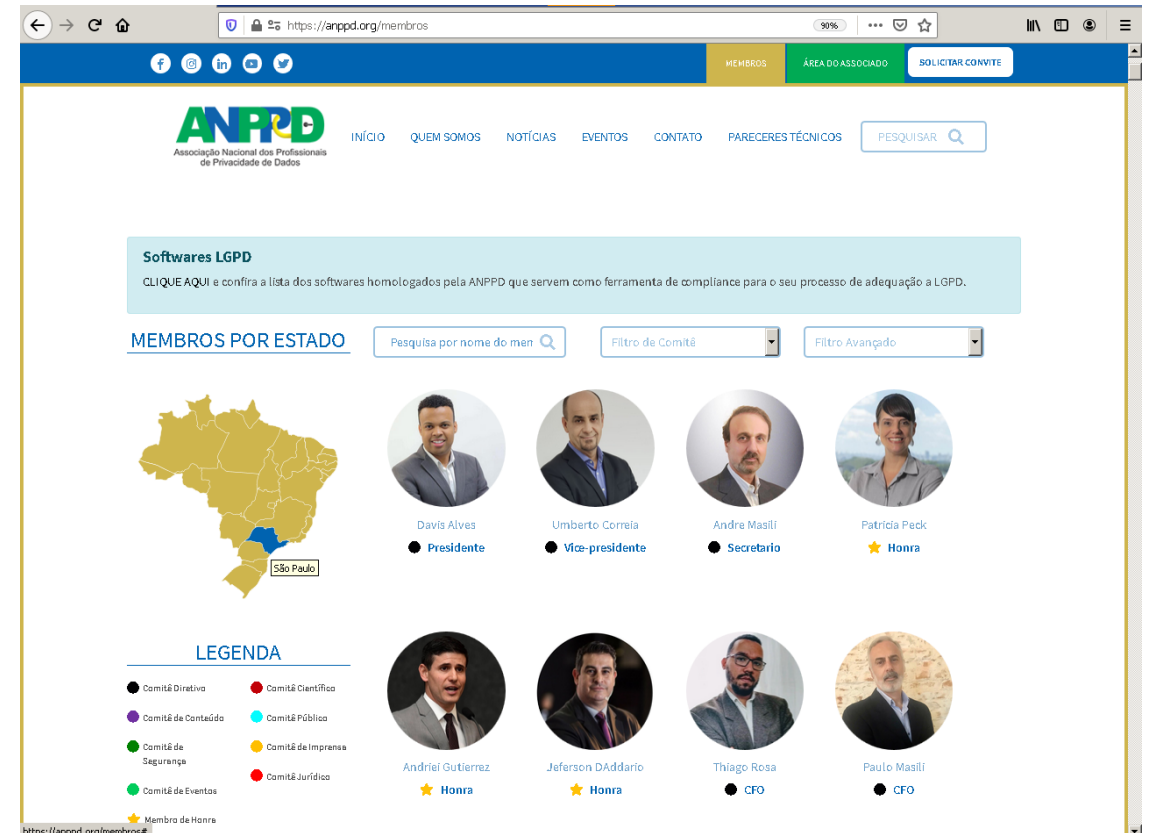 https://anppd.org/membros
90%
MEMBROS
ÁREA DO ASSOCIADO
SOLICITAR CONVITE
ANPPD
Associação Nacional dos Profissionais
de Privacidade de Dados
INÍCIO
QUEM SOMOS
NOTÍCIAS
EVENTOS
CONTATO
PARECERES TÉCNICOS
PESQUISAR
Softwares LGPD
CLIQUE AQUI e confira a lista dos softwares homologados pela ANPPD que servem como ferramenta de compliance para o seu processo de adequação a LGPD.
MEMBROS POR ESTADO
Pesquisa por nome do men
Filtro de Comitê
Filtro Avançado
São Paulo
Davis Alves
Presidente
Umberto Correia
Vice-presidente
Andre Masili
Secretario
Patricia Peck
Honra
LEGENDA
Comitê Diretivo
Comitê Científico
Comitê de Conteúdo
Comitê Público
Comitê de
Segurança
Comitê de Imprensa
Comitê Jurídico
Comitê de Eventos
Membro de Honra
Andriei Gutierrez
Honra
Jeferson DAddario
Honra
Thiago Rosa
CFO
Paulo Masili
CFO
https://anppd.org/membros#